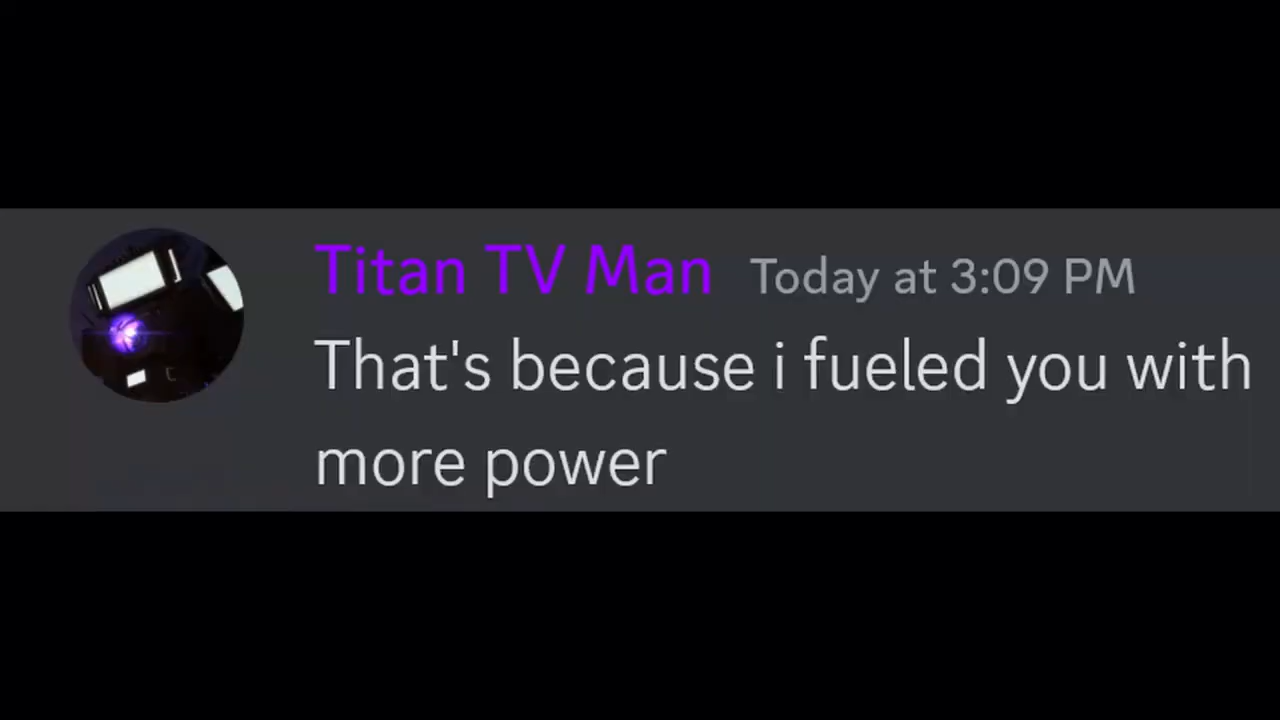 Titan TV Man Today at 3:09 PM
That's because i fueled you with
more power